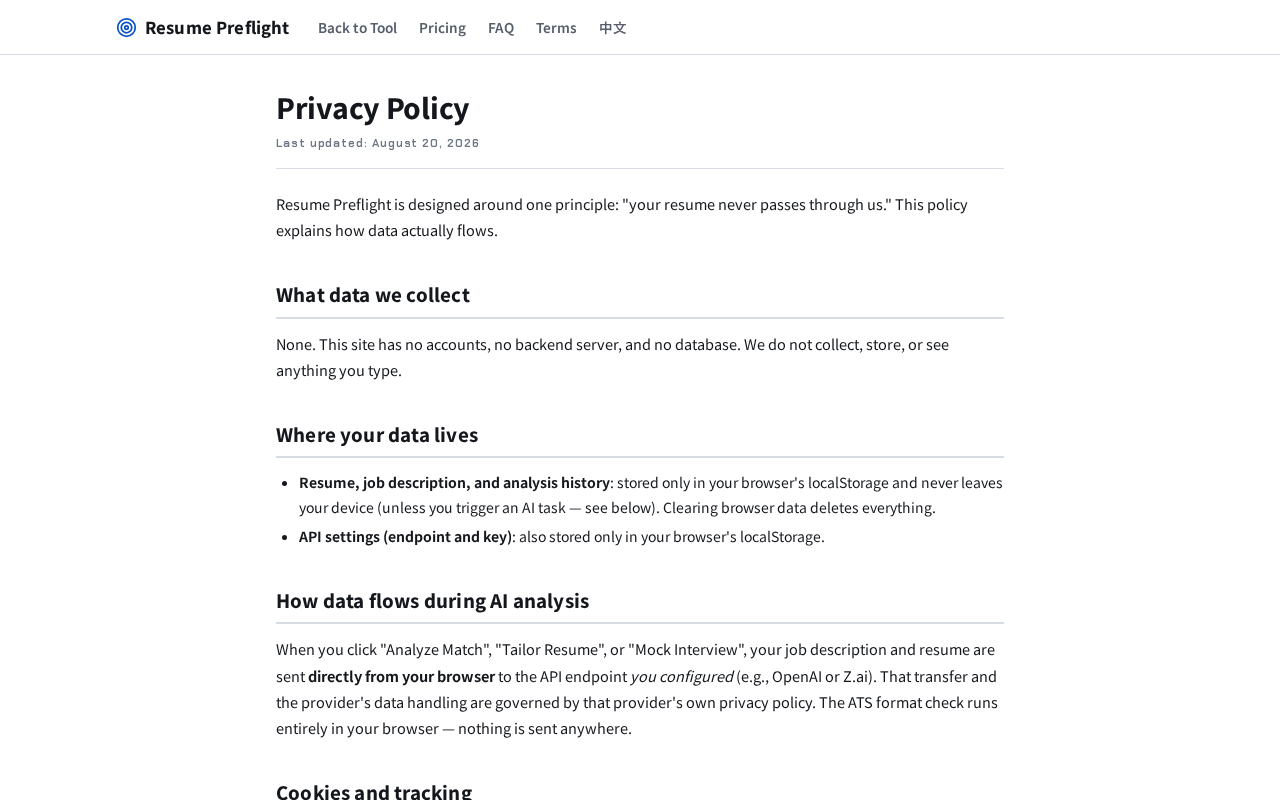 Resume Preflight
Back to Tool
Pricing
FAQ
Terms
中文
Privacy Policy
Last updated: August 20, 2026
Resume Preflight is designed around one principle: "your resume never passes through us." This policy
explains how data actually flows.
What data we collect
None. This site has no accounts, no backend server, and no database. We do not collect, store, or see
anything you type.
Where your data lives
• Resume, job description, and analysis history: stored only in your browser's localStorage and never leaves
your device (unless you trigger an AI task — see below). Clearing browser data deletes everything.
• API settings (endpoint and key): also stored only in your browser's localStorage.
How data flows during AI analysis
When you click "Analyze Match", "Tailor Resume", or "Mock Interview", your job description and resume are
sent directly from your browser to the API endpoint you configured (e.g., OpenAI or Z.ai). That transfer and
the provider's data handling are governed by that provider's own privacy policy. The ATS format check runs
entirely in your browser — nothing is sent anywhere.
Cookies and tracking